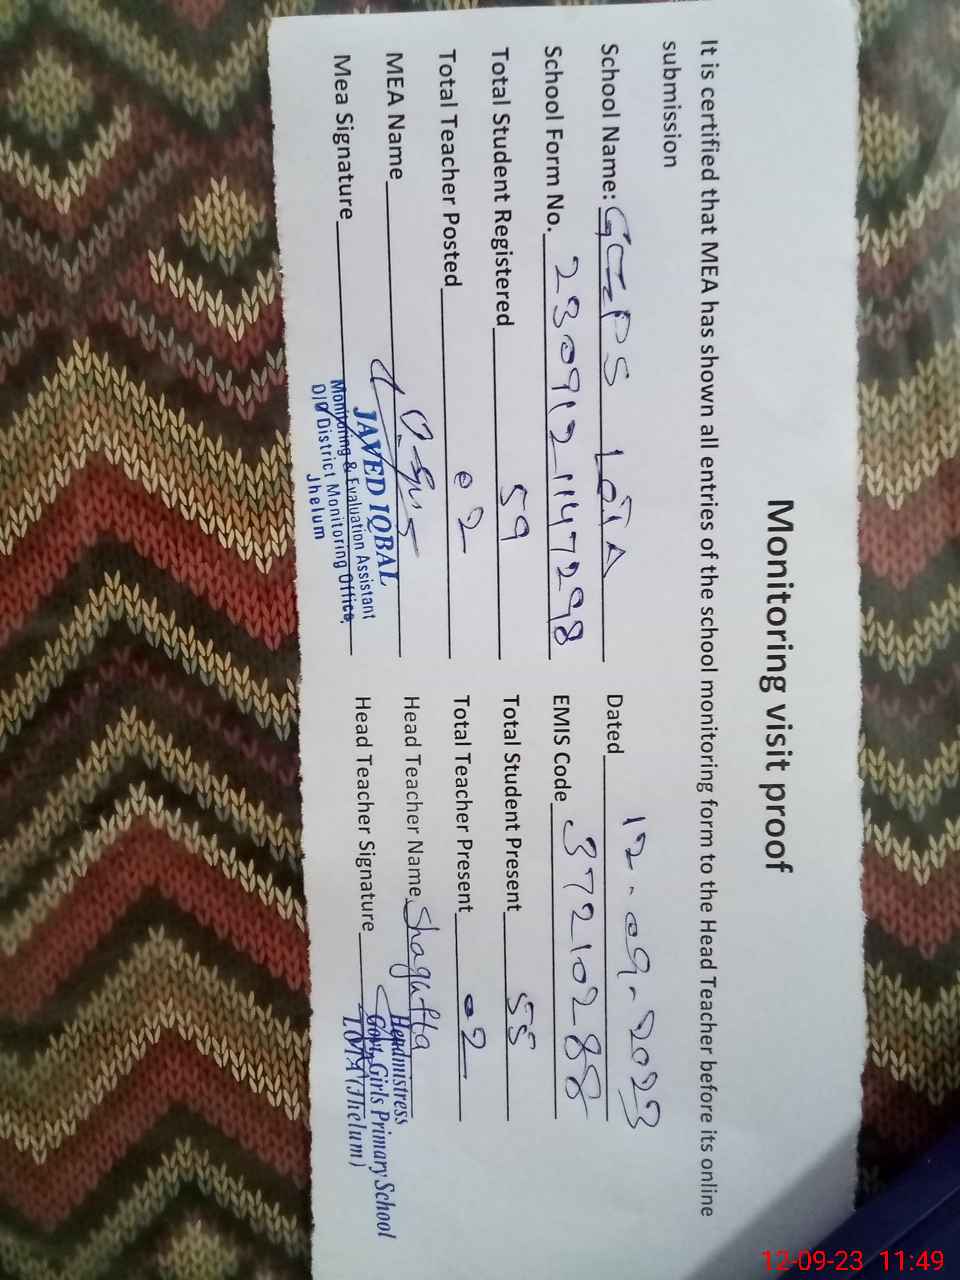 Monitoring visit proof
It is certified that MEA has shown all entries of the school monitoring form to the Head Teacher before its online
submission
School Name: GGPS LOTA Dated 12-09-2023
School Form No. 2309121147298 EMIS Code 37210288
Total Student Registered 59 Total Student Present 55
Total Teacher Posted 02 Total Teacher Present 02
MEA Name Head Teacher Name Shagufta
Mea Signature Head Teacher Signature
JAVED IQBAL
Monitoring & Evaluation Assistant
D/O District Monitoring Office,
Jhelum
Headmistress
Govt, Girls Primary School
LOTA (Jhelum)
12-09-23 11:49